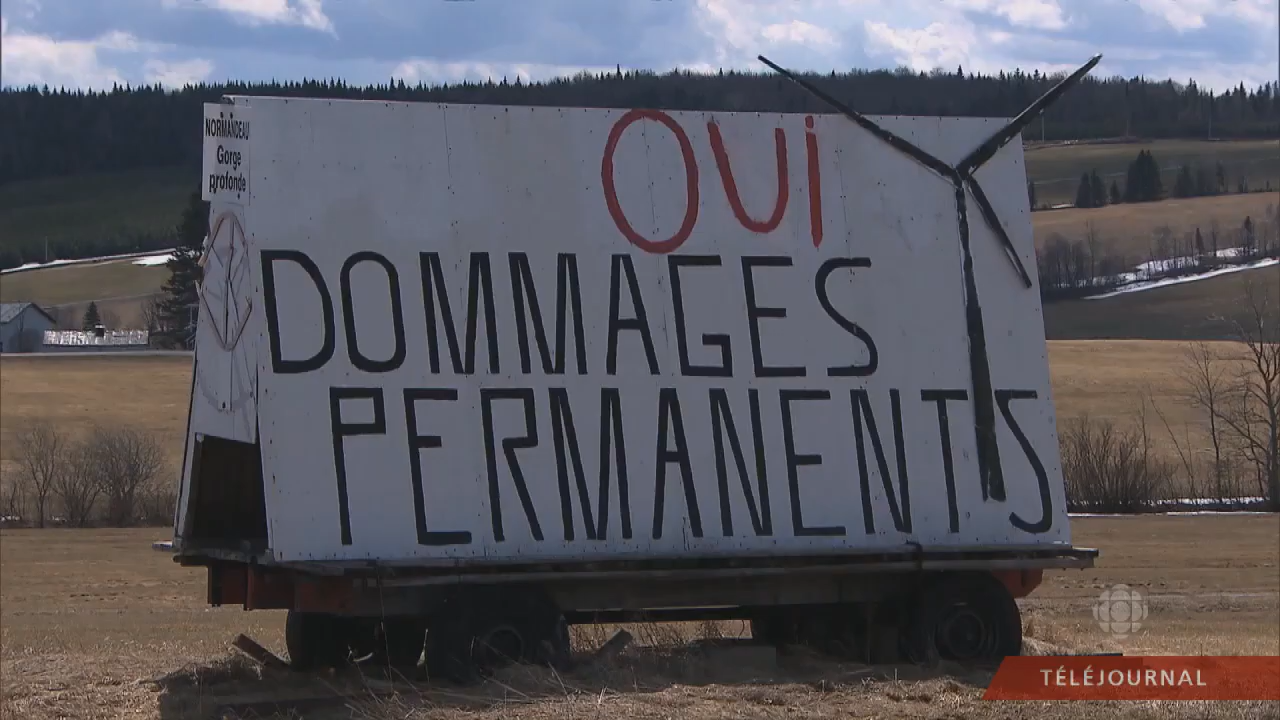 NORMANDEAU
Gorge
profonde
OUi
DOMMAGES
PERMANENTS
TÉLÉJOURNAL